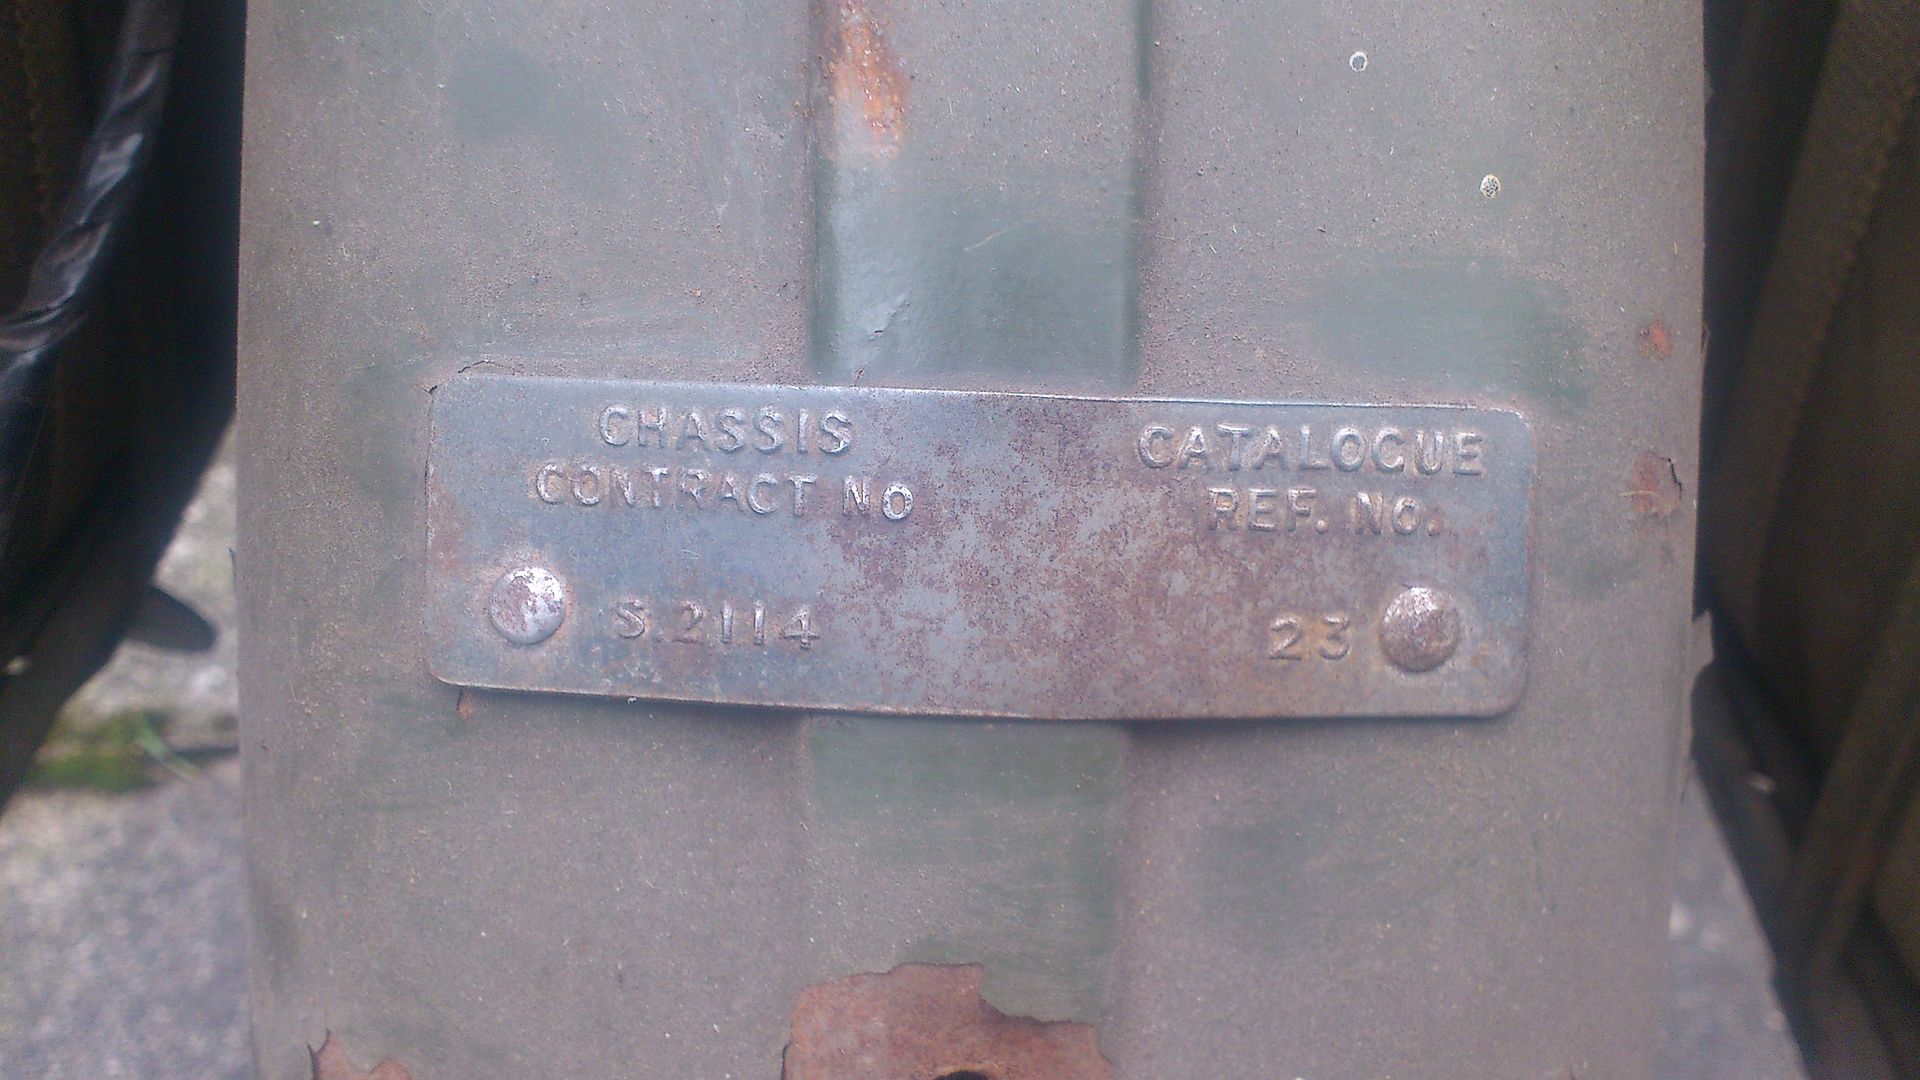 CHASSIS
CONTRACT NO
S.2114
CATALOGUE
REF. NO.
23